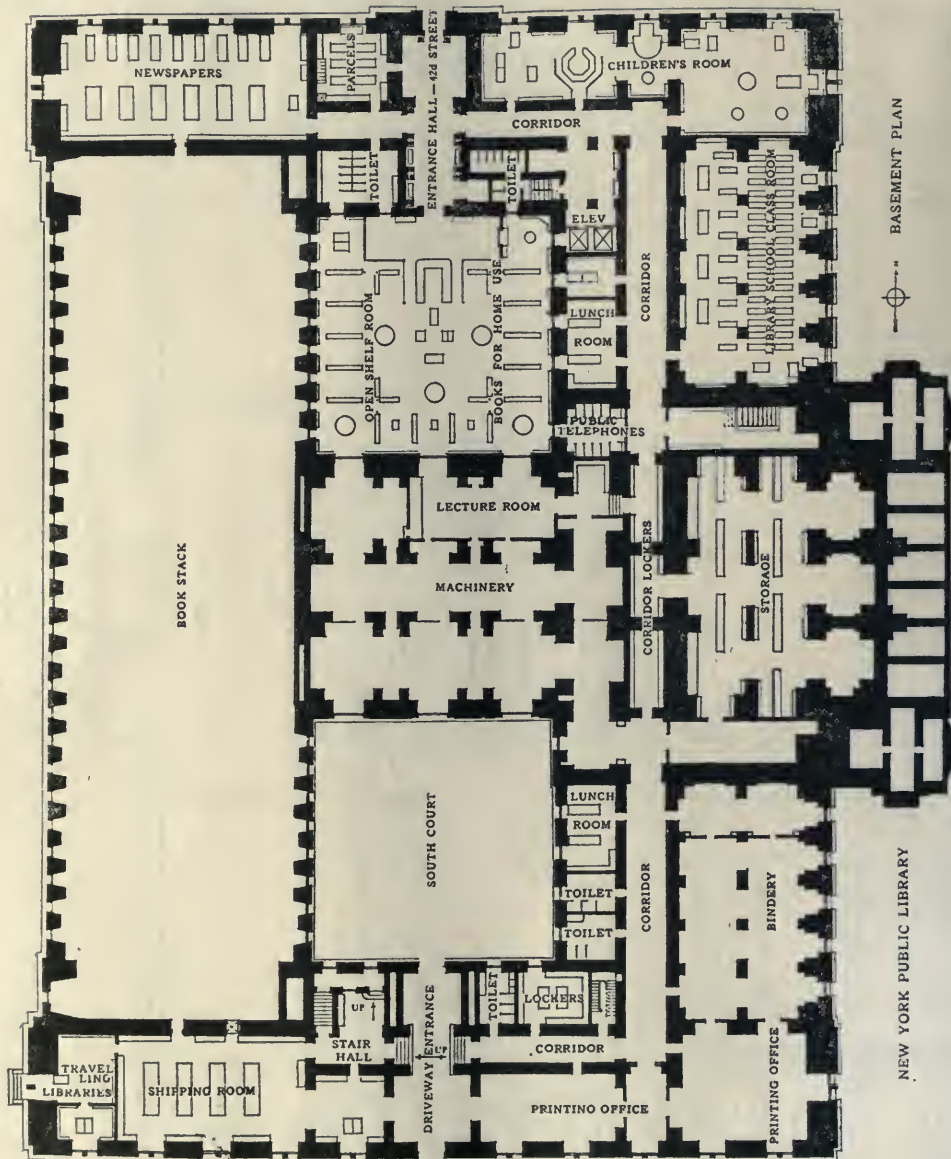 NEWSPAPERS
PARCELS
ENTRANCE HALL — 42d STREET
CHILDREN'S ROOM
CORRIDOR
TOILET
TOILET
ELEV
CORRIDOR
LIBRARY SCHOOL CLASS ROOM
BASEMENT PLAN
OPEN SHELF ROOM
BOOKS FOR HOME USE
LUNCH
ROOM
PUBLIC
TELEPHONES
LECTURE ROOM
MACHINERY
CORRIDOR LOCKERS
STORAGE
BOOK STACK
SOUTH COURT
LUNCH
ROOM
TOILET
TOILET
CORRIDOR
BINDERY
NEW YORK PUBLIC LIBRARY
UP
STAIR
HALL
UP
DRIVEWAY ENTRANCE
TOILET
LOCKERS
CORRIDOR
TRAVEL
LING
LIBRARIES
SHIPPING ROOM
PRINTING OFFICE
PRINTING OFFICE